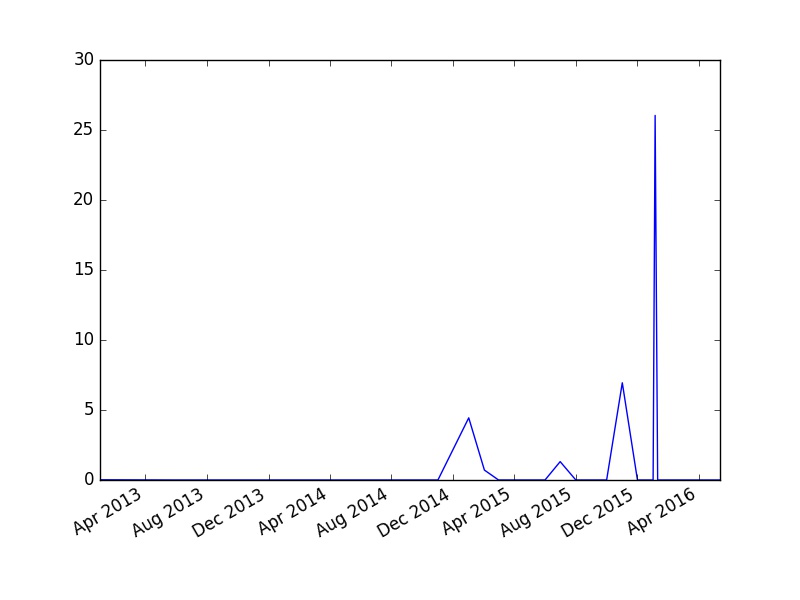 30
25
20
15
10
5
0
Apr 2013
Aug 2013
Dec 2013
Apr 2014
Aug 2014
Dec 2014
Apr 2015
Aug 2015
Dec 2015
Apr 2016